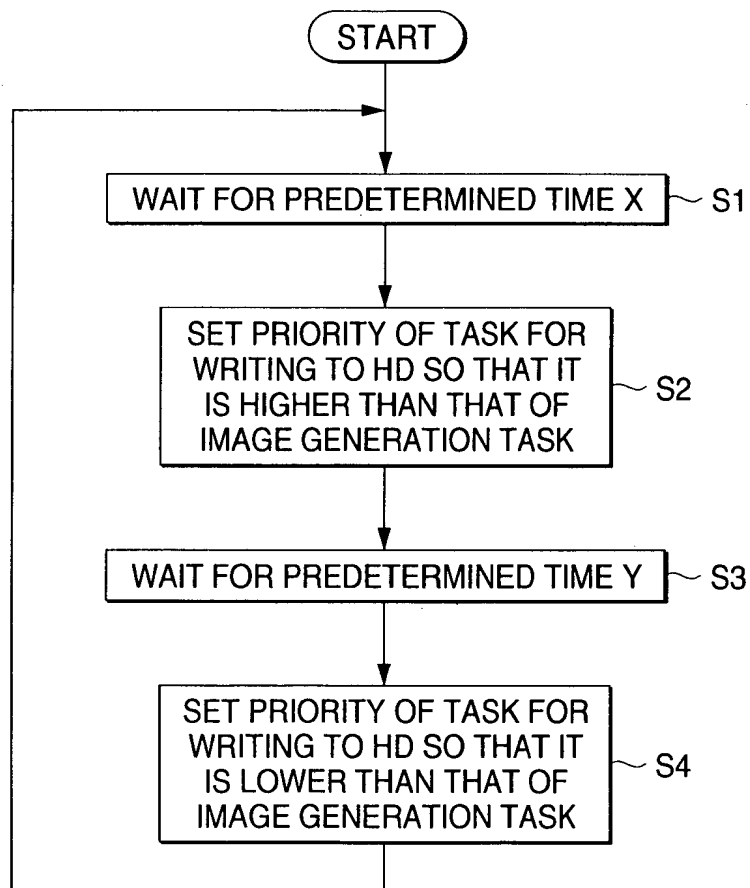 START
WAIT FOR PREDETERMINED TIME X
S1
SET PRIORITY OF TASK FOR
WRITING TO HD SO THAT IT
IS HIGHER THAN THAT OF
IMAGE GENERATION TASK
S2
WAIT FOR PREDETERMINED TIME Y
S3
SET PRIORITY OF TASK FOR
WRITING TO HD SO THAT IT
IS LOWER THAN THAT OF
IMAGE GENERATION TASK
S4